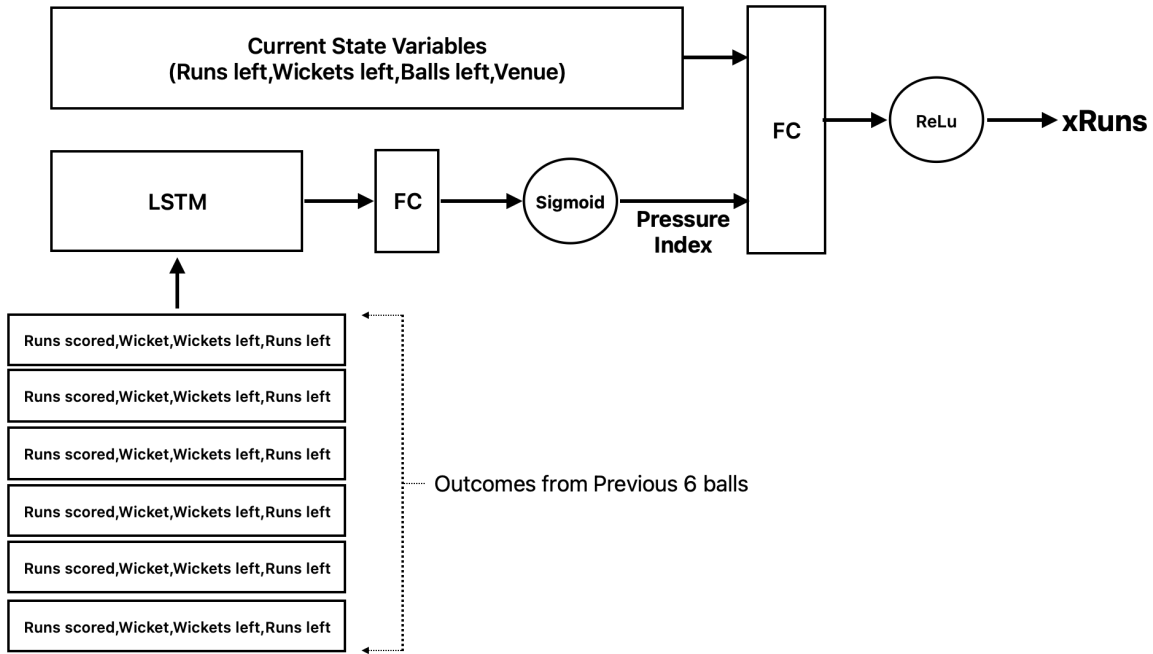 Current State Variables
(Runs left,Wickets left,Balls left,Venue)
FC
ReLu
xRuns
LSTM
FC
Sigmoid
Pressure
Index
Runs scored,Wicket,Wickets left,Runs left
Runs scored,Wicket,Wickets left,Runs left
Runs scored,Wicket,Wickets left,Runs left
Runs scored,Wicket,Wickets left,Runs left
Runs scored,Wicket,Wickets left,Runs left
Runs scored,Wicket,Wickets left,Runs left
Outcomes from Previous 6 balls